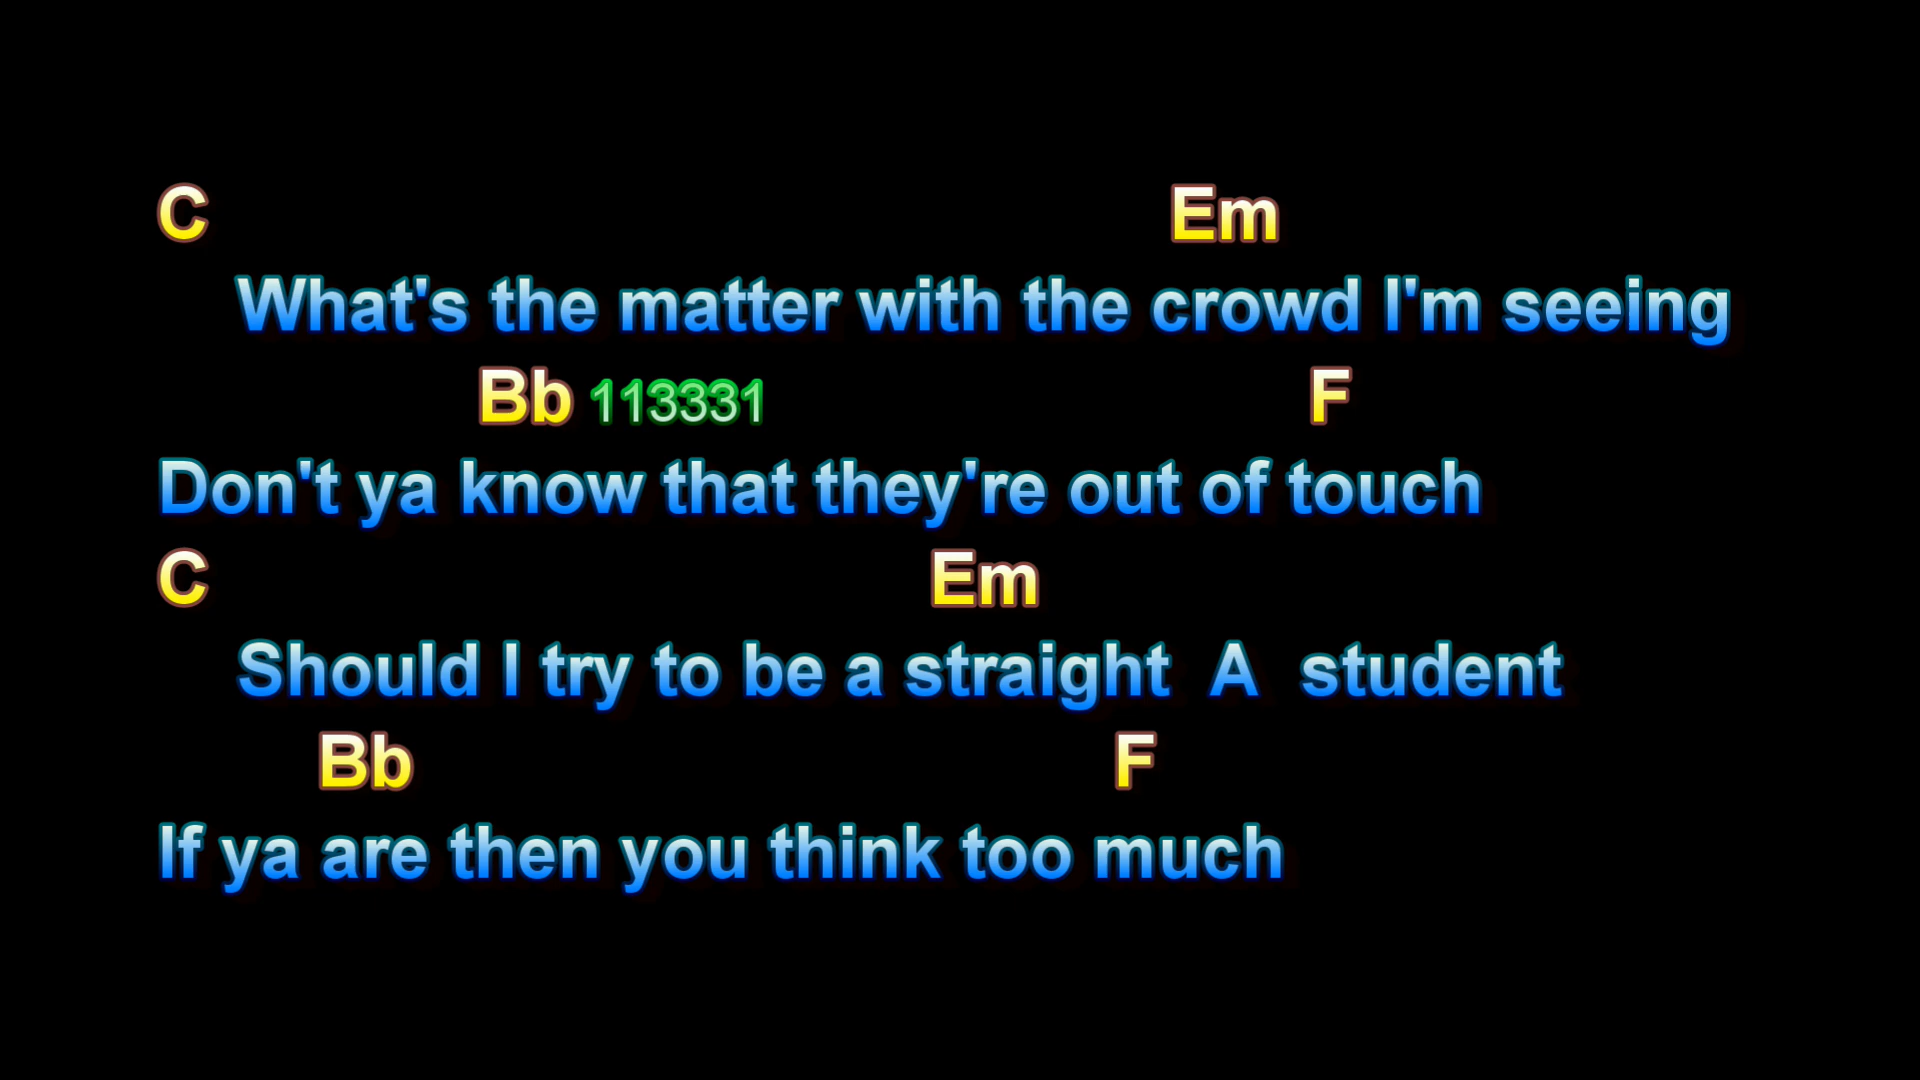 C Em
What's the matter with the crowd I'm seeing
Bb 113331 F
Don't ya know that they're out of touch
C Em
Should I try to be a straight A student
Bb F
If ya are then you think too much